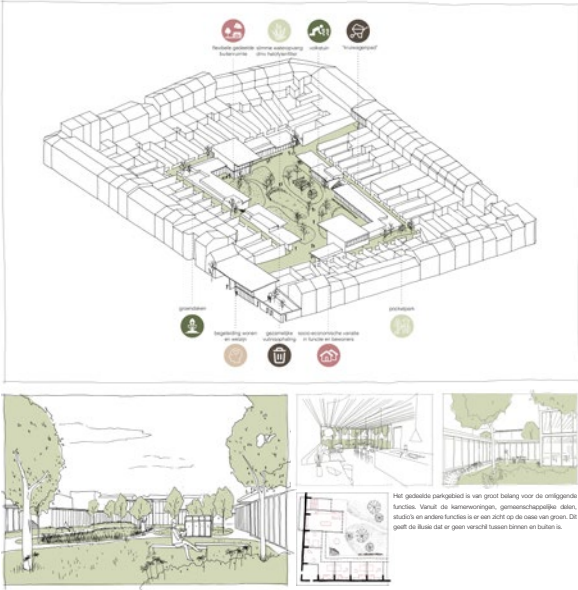 flexibele gedeelde
buitenruimte
slimme wateropvang
dmv helofytenfilter
volkstuin
"kruiwagenpad"
groendaken
pocketpark
begeleiding wonen
en welzijn
gezamelijke
vuilnisophaling
socio-economische variatie
in functie en bewoners
Het gedeelde parkgebied is van groot belang voor de omliggende
functies. Vanuit de kamerwoningen, gemeenschappelijke delen,
studio's en andere functies is er een zicht op de oase van groen. Dit
geeft de illusie dat er geen verschil tussen binnen en buiten is.